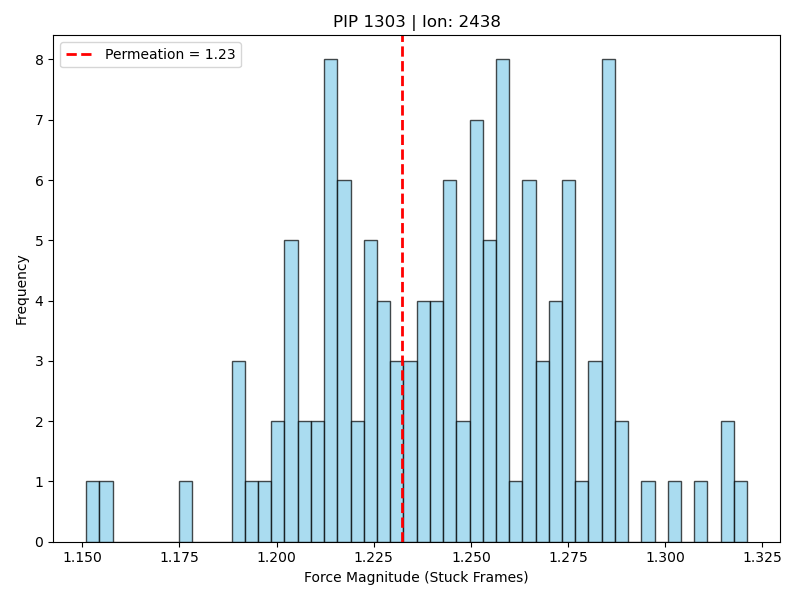 PIP 1303 | Ion: 2438
Permeation = 1.23
8
7
6
5
4
3
2
1
0
Frequency
1.150 1.175 1.200 1.225 1.250 1.275 1.300 1.325
Force Magnitude (Stuck Frames)